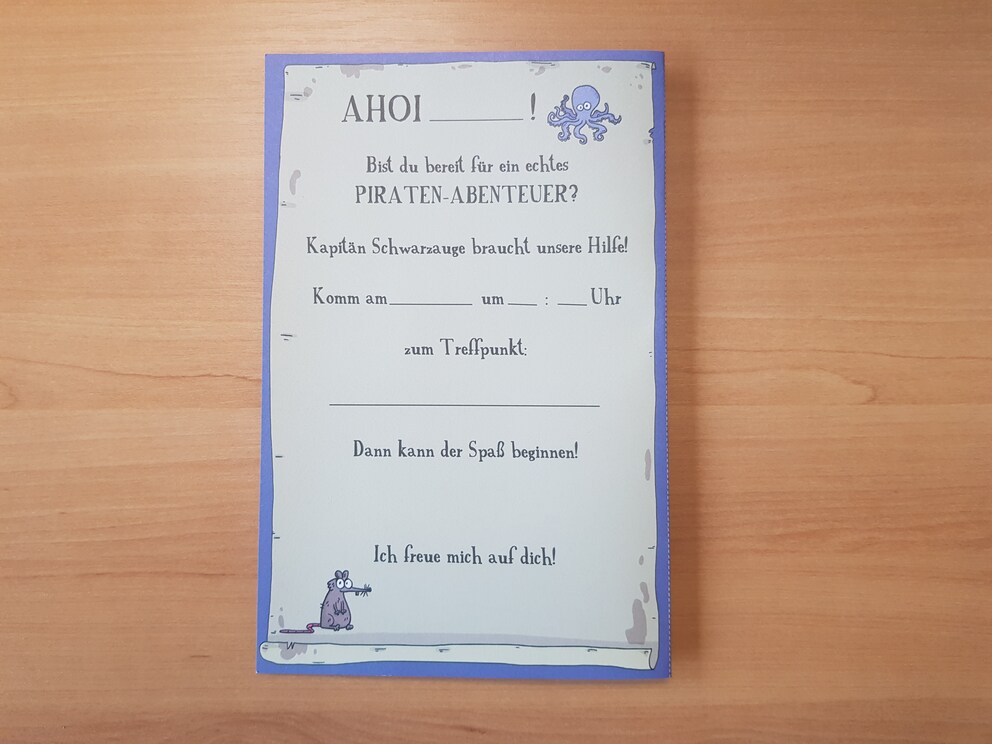 AHOI ________ !
Bist du bereit für ein echtes
PIRATEN-ABENTEUER?
Kapitän Schwarzauge braucht unsere Hilfe!
Komm am ________ um ___ : ___ Uhr
zum Treffpunkt:
Dann kann der Spaß beginnen!
Ich freue mich auf dich!